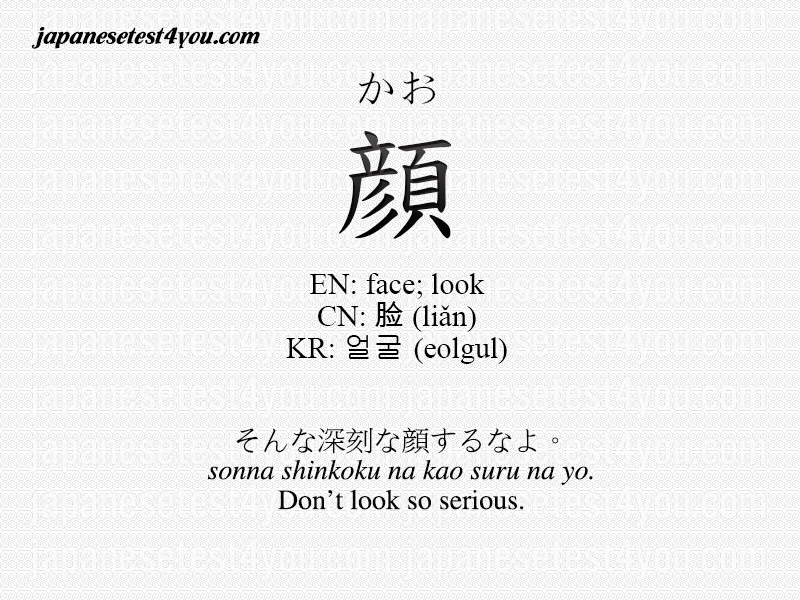 japanesetest4you.com
かお
顔
EN: face; look
CN: 脸 (liǎn)
KR: 얼굴 (eolgul)
そんな深刻な顔するなよ。
sonna shinkoku na kao suru na yo.
Don't look so serious.